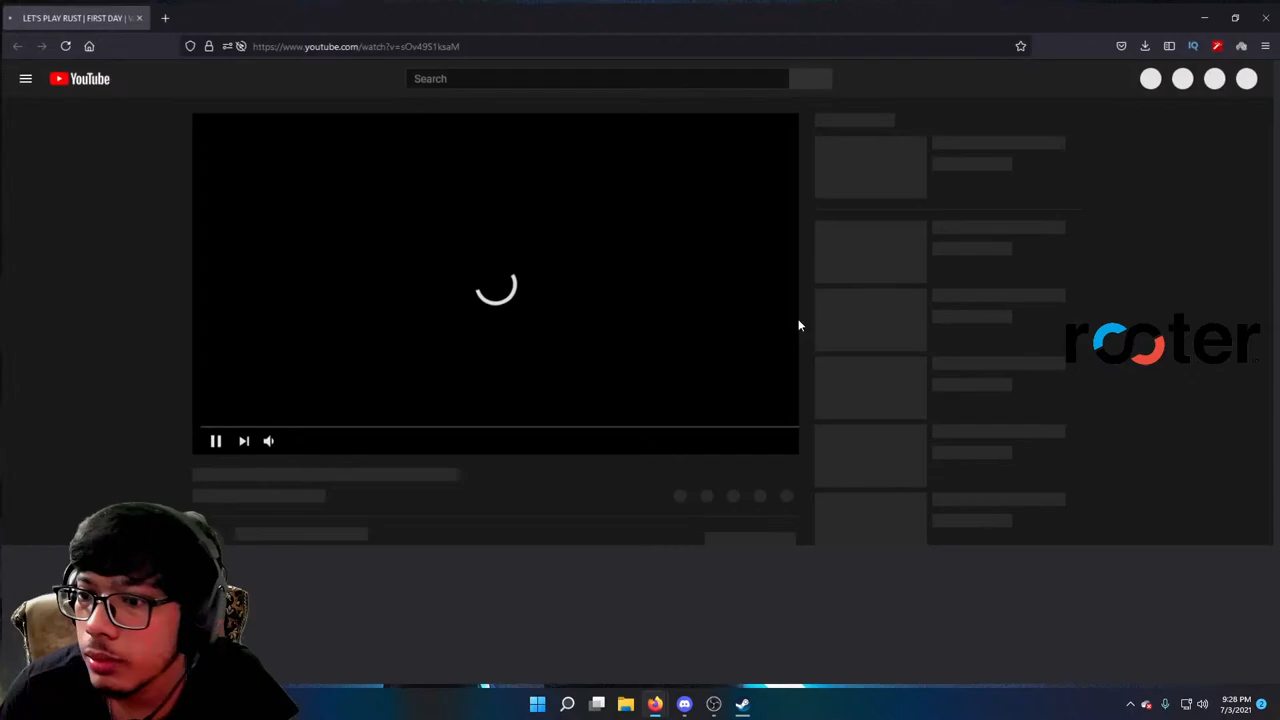 LET'S PLAY RUST | FIRST DAY |
https://www.youtube.com/watch?v=sOv49S1ksaM
YouTube
Search
rooter
9:28 PM
7/3/2021
2